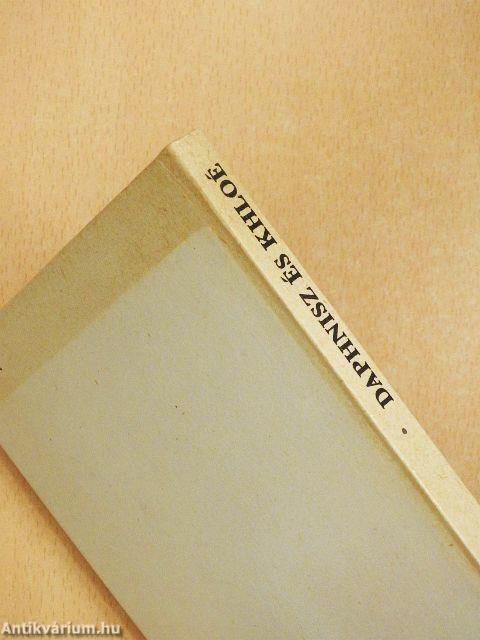 DAPHNISZ ÉS KHLOÉ
Antikvárium.hu